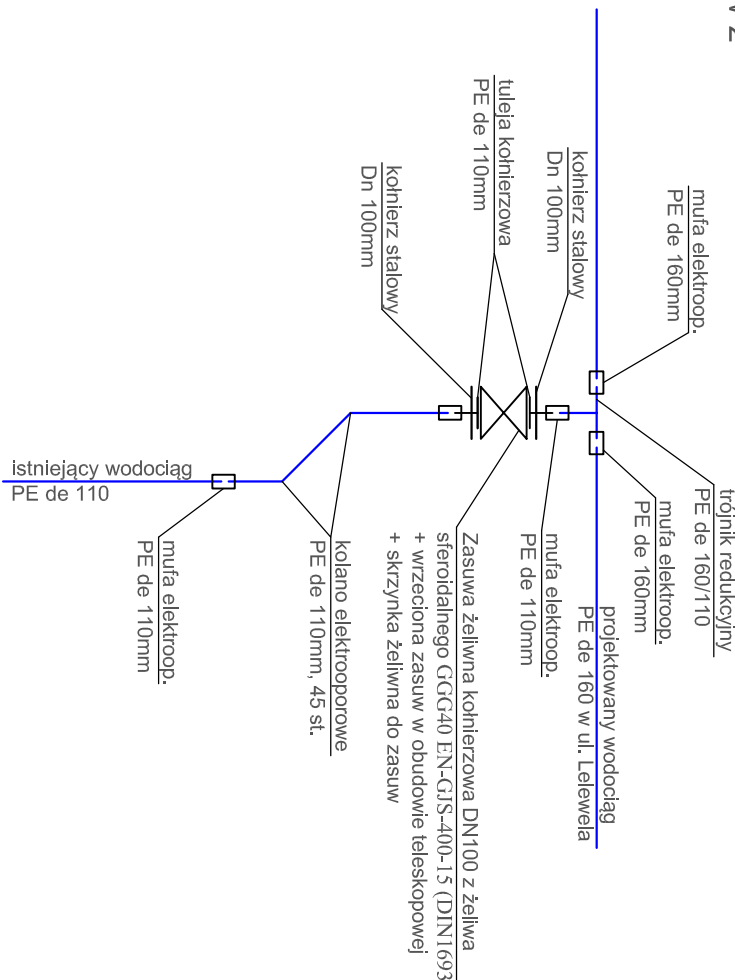 W2
mufa elektroop.
PE de 160mm
trójnik redukcyjny
PE de 160/110
mufa elektroop.
PE de 160mm
projektowany wodociąg
PE de 160 w ul. Lelewela
kołnierz stalowy
Dn 100mm
mufa elektroop.
PE de 110mm
tuleja kołnierzowa
PE de 110mm
Zasuwa żeliwna kołnierzowa DN100 z żeliwa
sferoidalnego GGG40 EN-GJS-400-15 (DIN1693
+ wrzeciona zasuw w obudowie teleskopowej
+ skrzynka żeliwna do zasuw
kołnierz stalowy
Dn 100mm
kolano elektrooporowe
PE de 110mm, 45 st.
mufa elektroop.
PE de 110mm
istniejący wodociąg
PE de 110